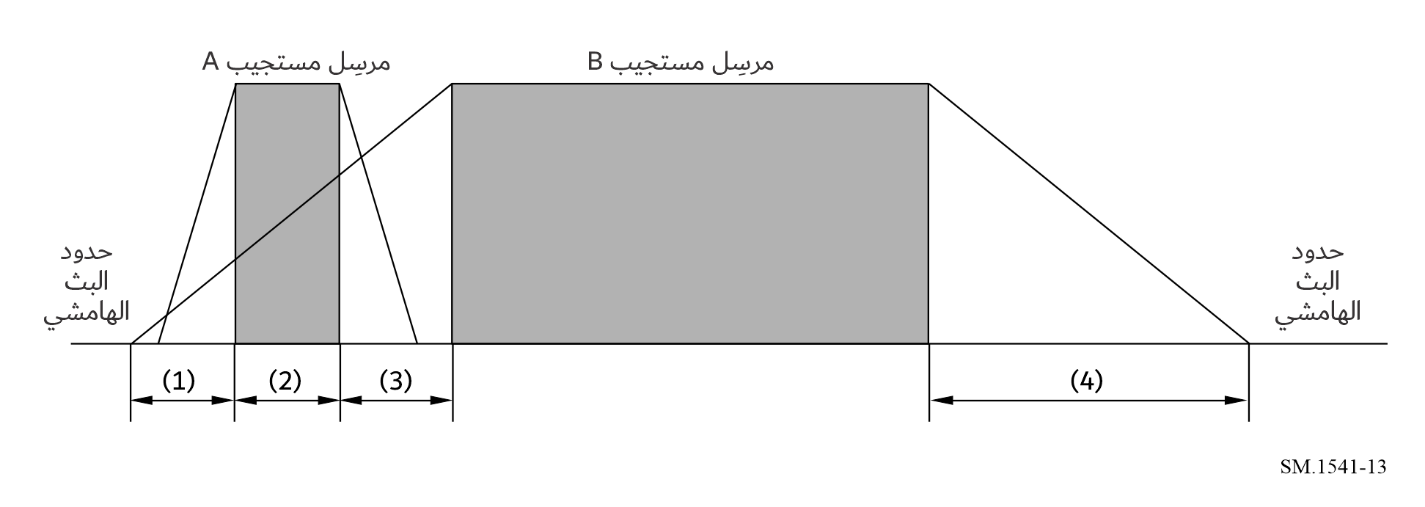 مرسِل مستجيب A
مرسِل مستجيب B
حدود
البث
الهامشي
حدود
البث
الهامشي
(1)
(2)
(3)
(4)
SM.1541-13